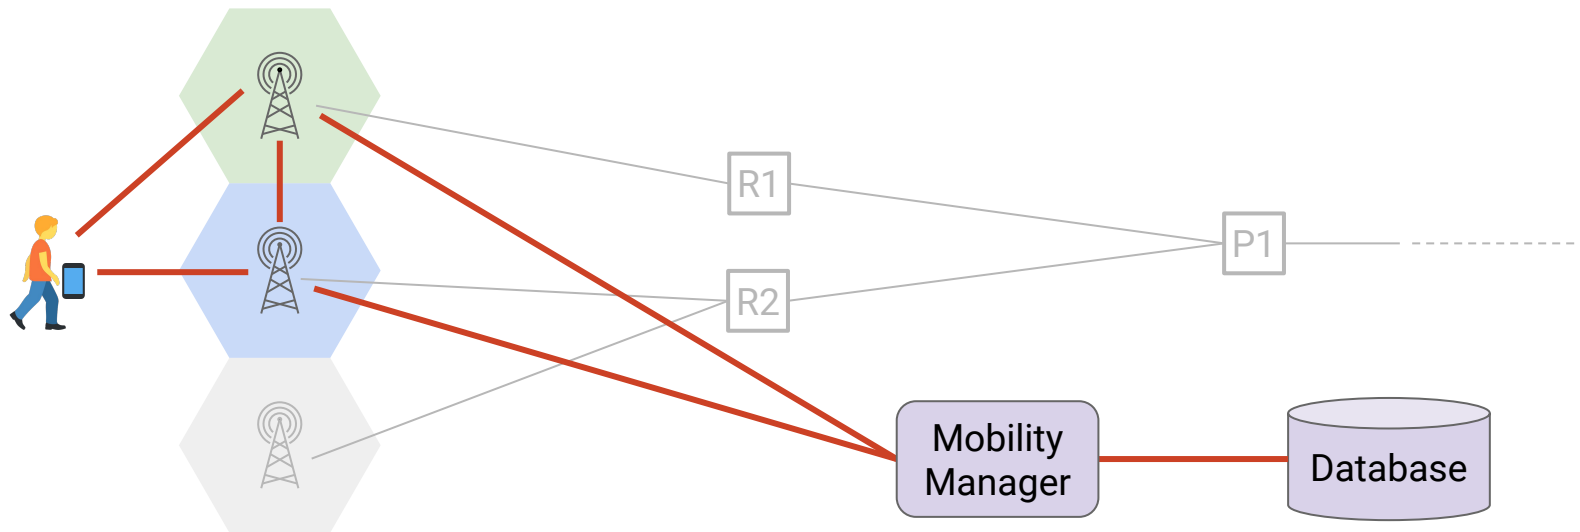 R1
P1
R2
Mobility
Manager
Database